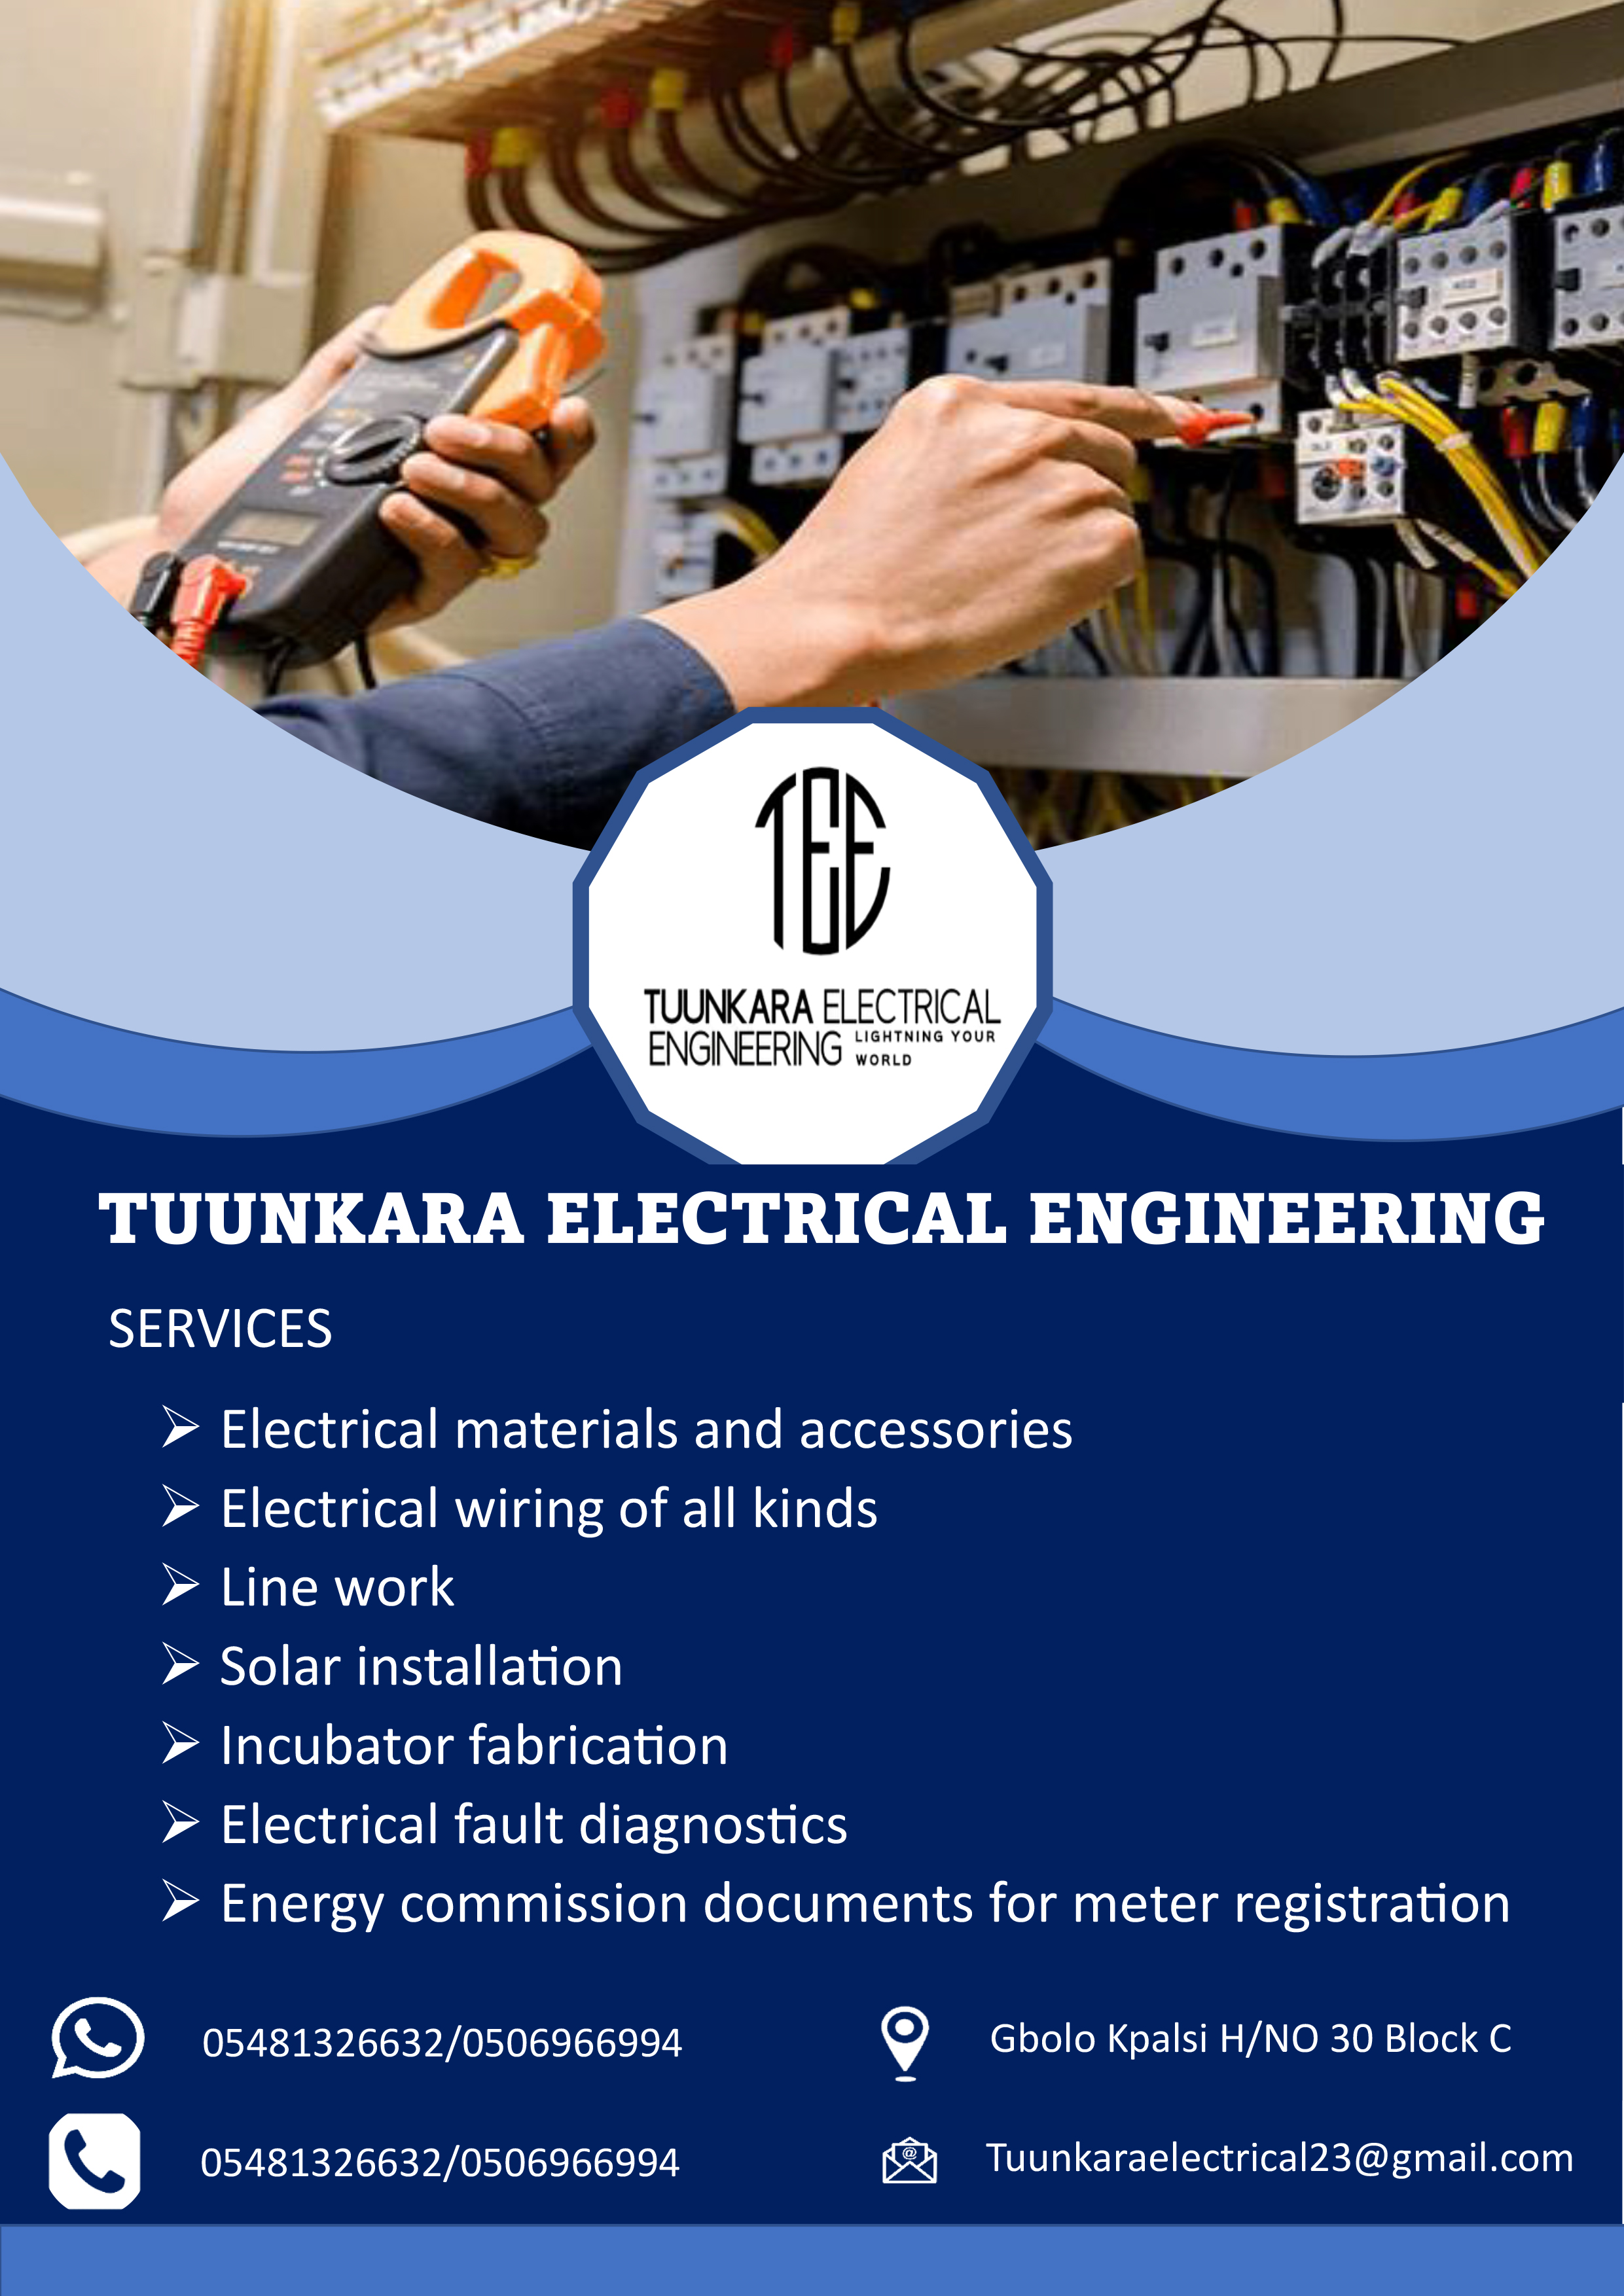 TEE
TUUNKARA ELECTRICAL
ENGINEERING LIGHTNING YOUR
WORLD
TUUNKARA ELECTRICAL ENGINEERING
SERVICES
Electrical materials and accessories
Electrical wiring of all kinds
Line work
Solar installation
Incubator fabrication
Electrical fault diagnostics
Energy commission documents for meter registration
05481326632/0506966994
Gbolo Kpalsi H/NO 30 Block C
05481326632/0506966994
Tuunkaraelectrical23@gmail.com